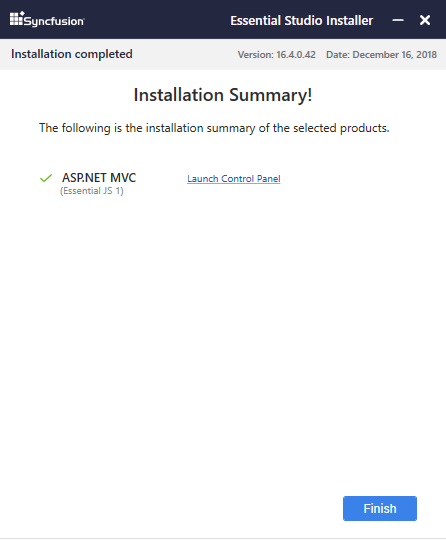 Syncfusion Essential Studio Installer
Installation completed Version: 16.4.0.42 Date: December 16, 2018
Installation Summary!
The following is the installation summary of the selected products.
ASP.NET MVC Launch Control Panel
(Essential JS 1)
Finish